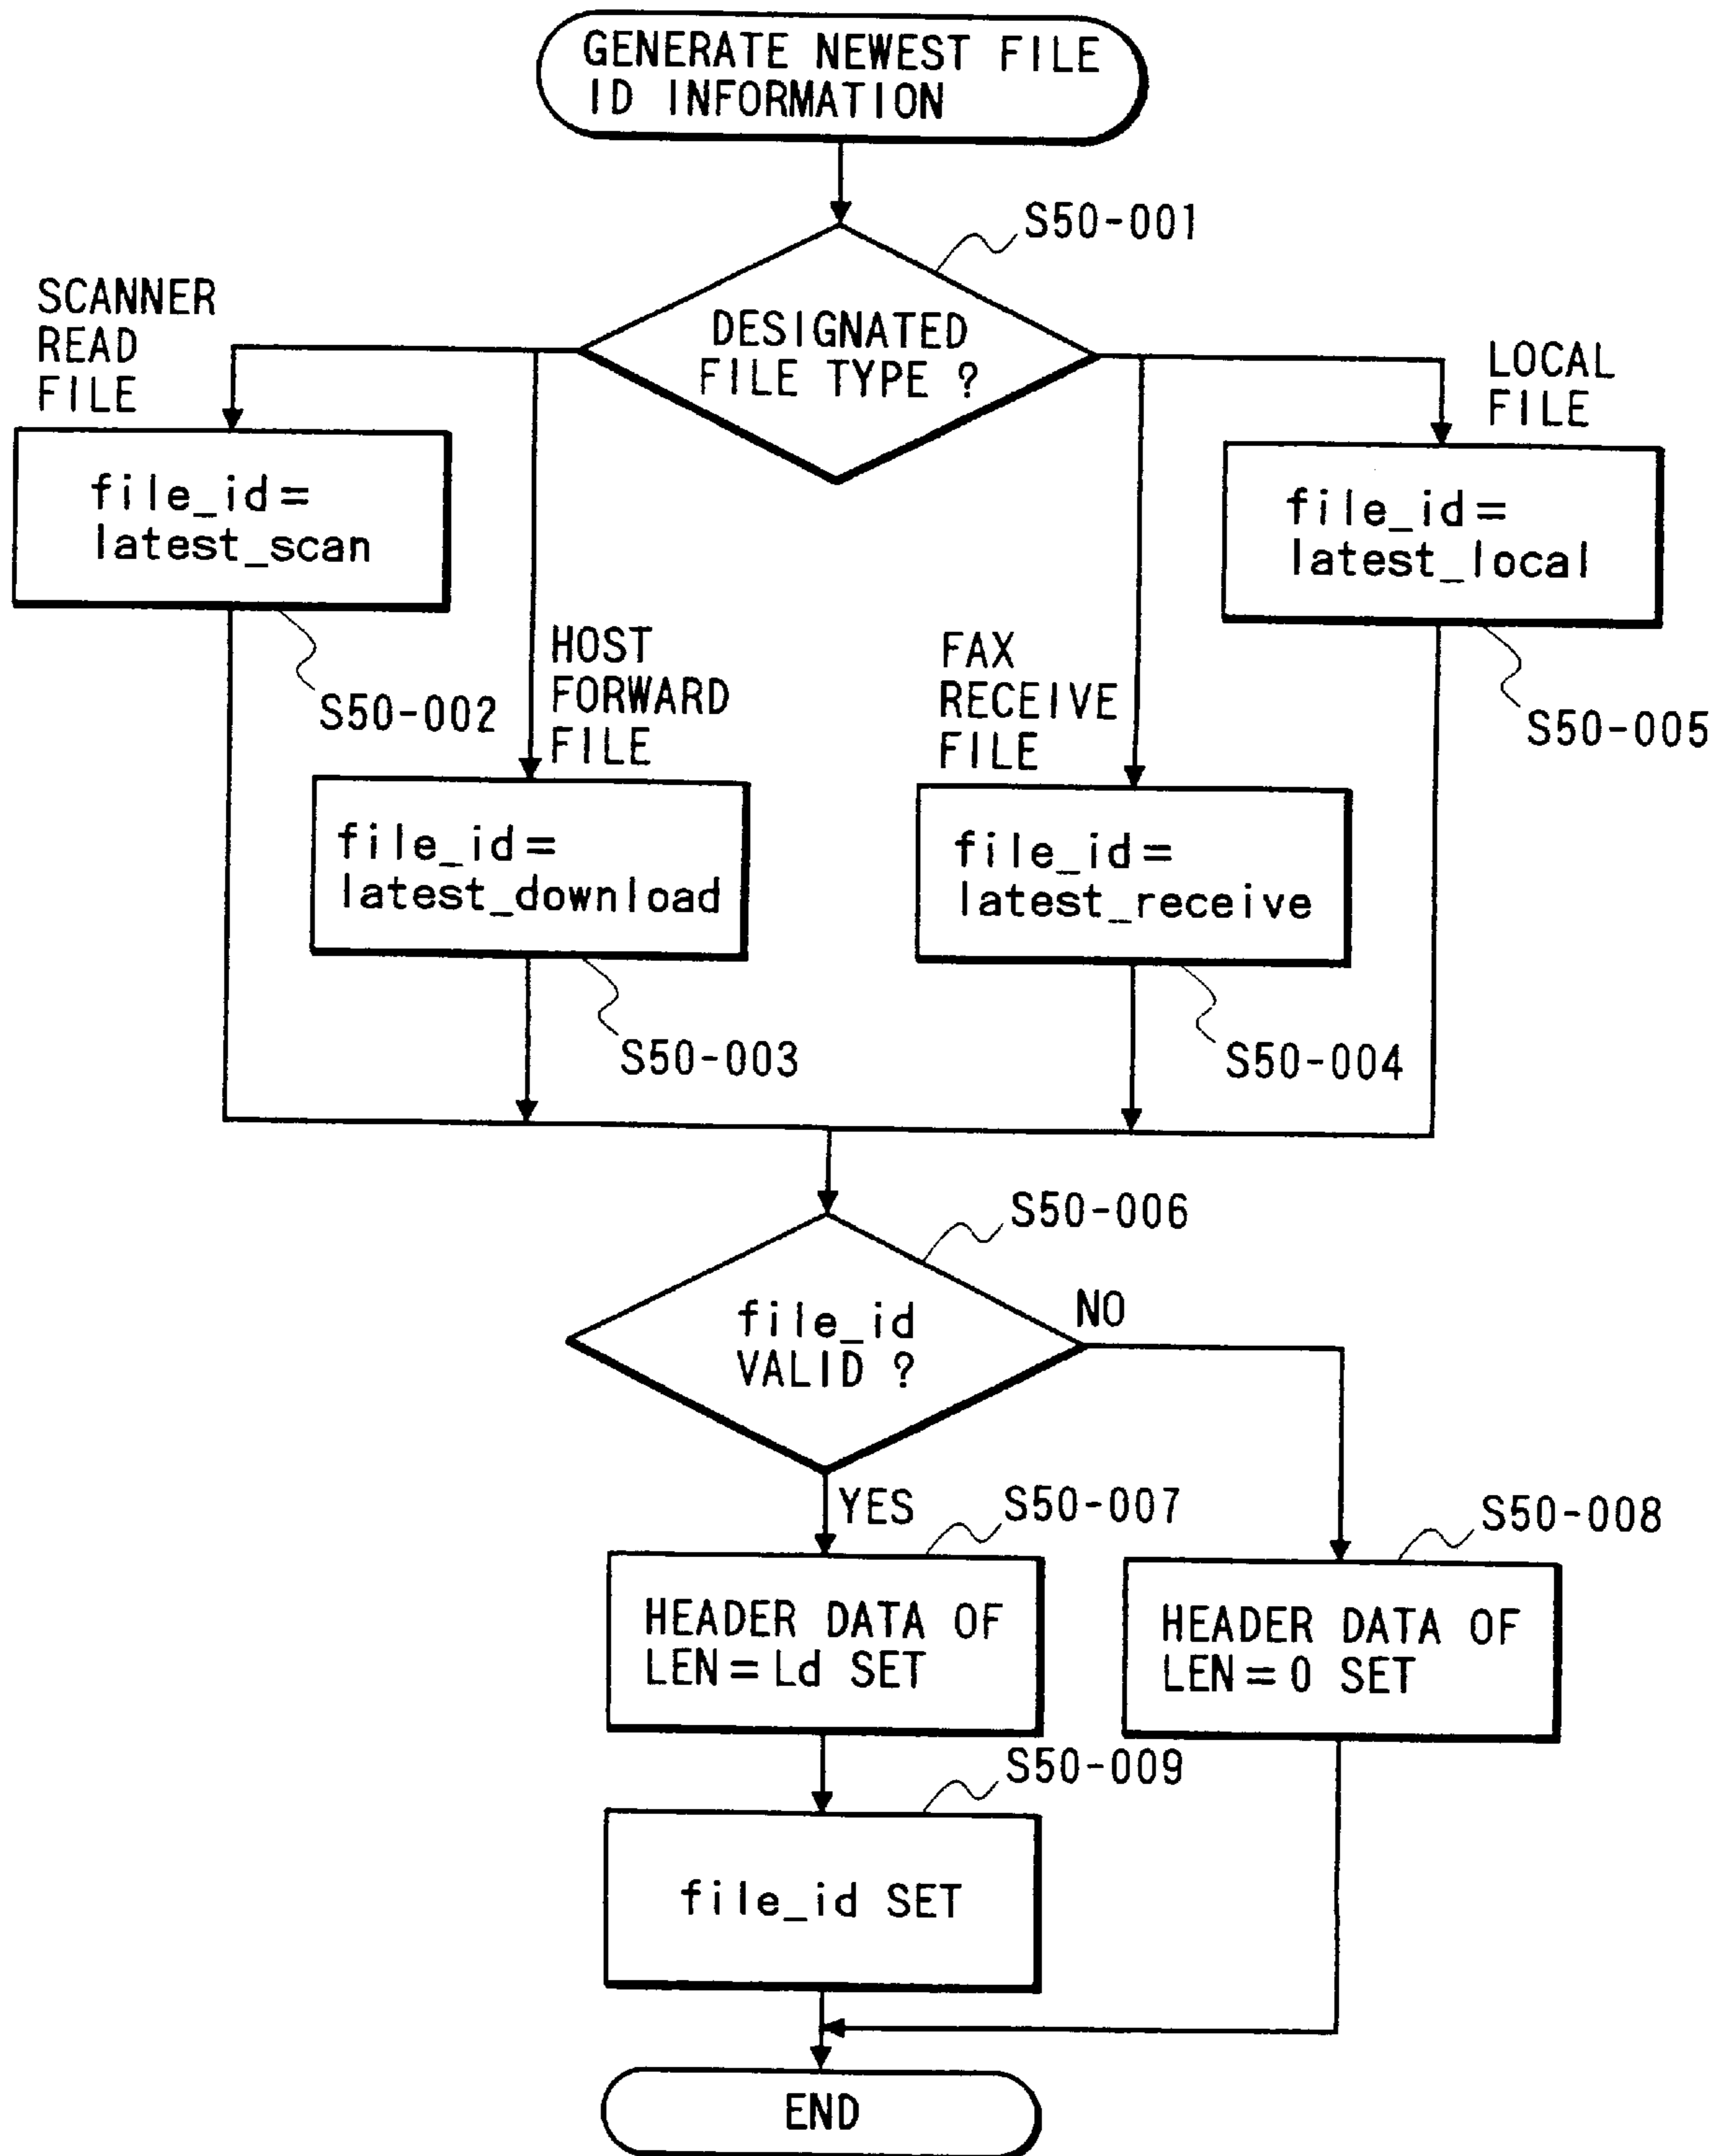 GENERATE NEWEST FILE
ID INFORMATION
S50-001
SCANNER
READ
FILE
DESIGNATED
FILE TYPE ?
LOCAL
FILE
file_id=
latest_scan
file_id=
latest_local
S50-002
HOST
FORWARD
FILE
FAX
RECEIVE
FILE
S50-005
file_id=
latest_download
file_id=
latest_receive
S50-003
S50-004
S50-006
file_id
VALID ?
NO
YES
S50-007
S50-008
HEADER DATA OF
LEN=Ld SET
HEADER DATA OF
LEN=0 SET
S50-009
file_id SET
END